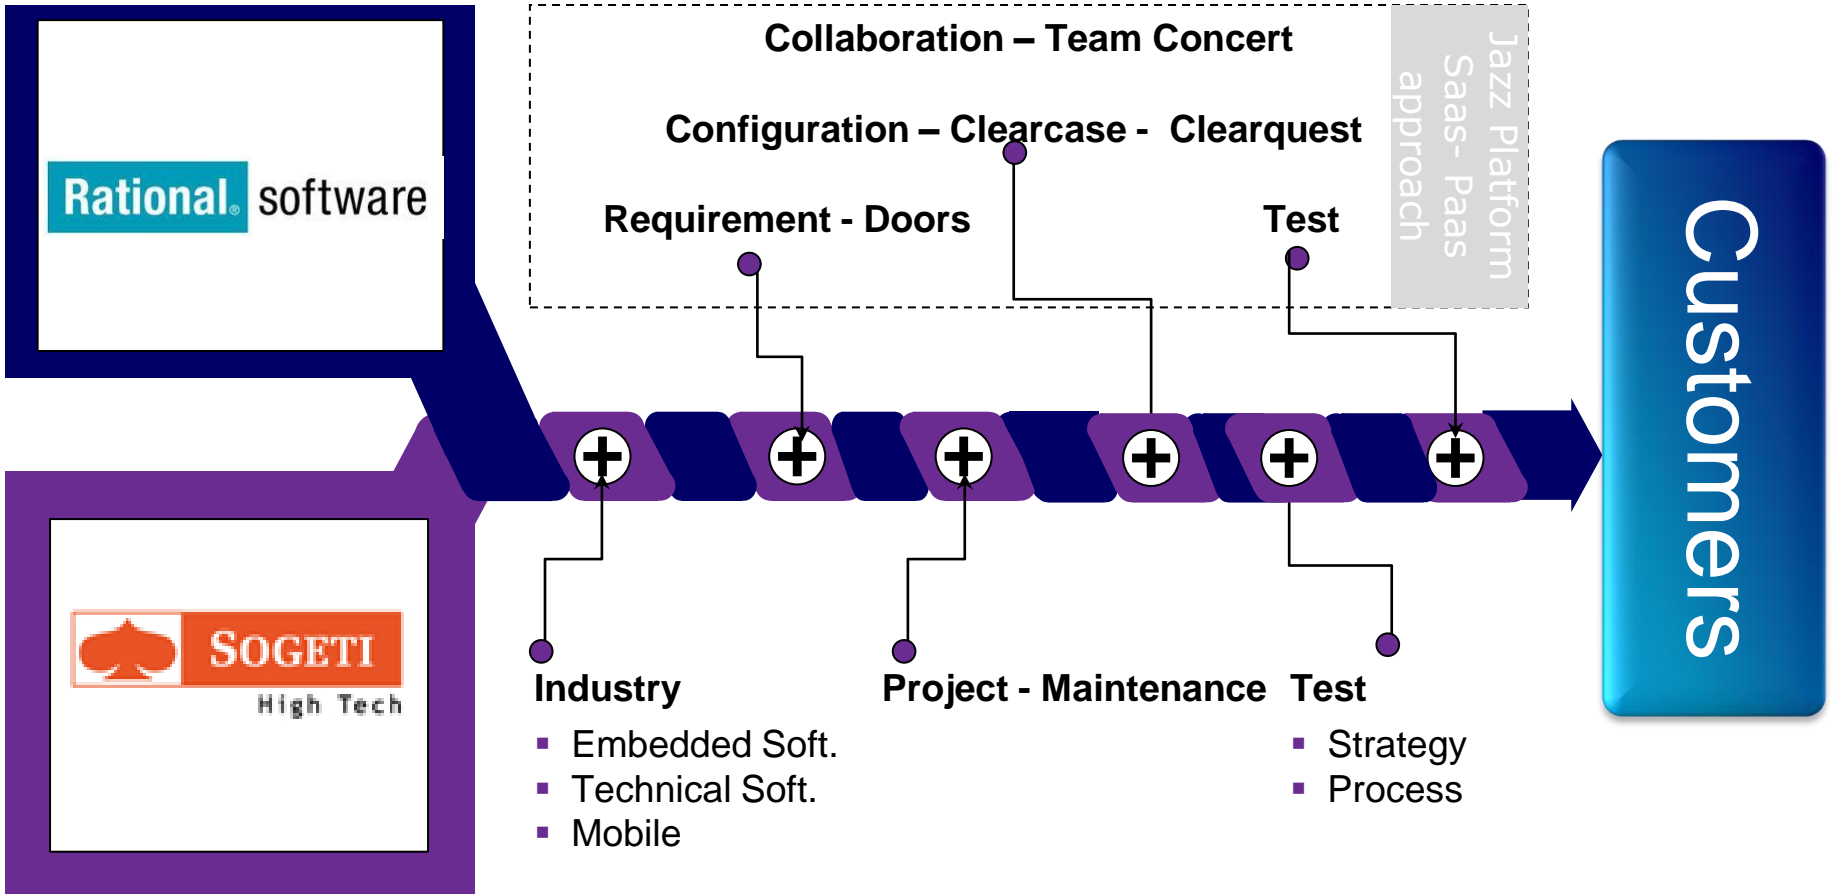 Rational® software
SOGETI
High Tech
Collaboration – Team Concert
Configuration – Clearcase - Clearquest
Requirement - Doors
Test
Jazz Platform
Saas- Paas
approach
Industry
▪ Embedded Soft.
▪ Technical Soft.
▪ Mobile
Project - Maintenance
Test
▪ Strategy
▪ Process
Customers